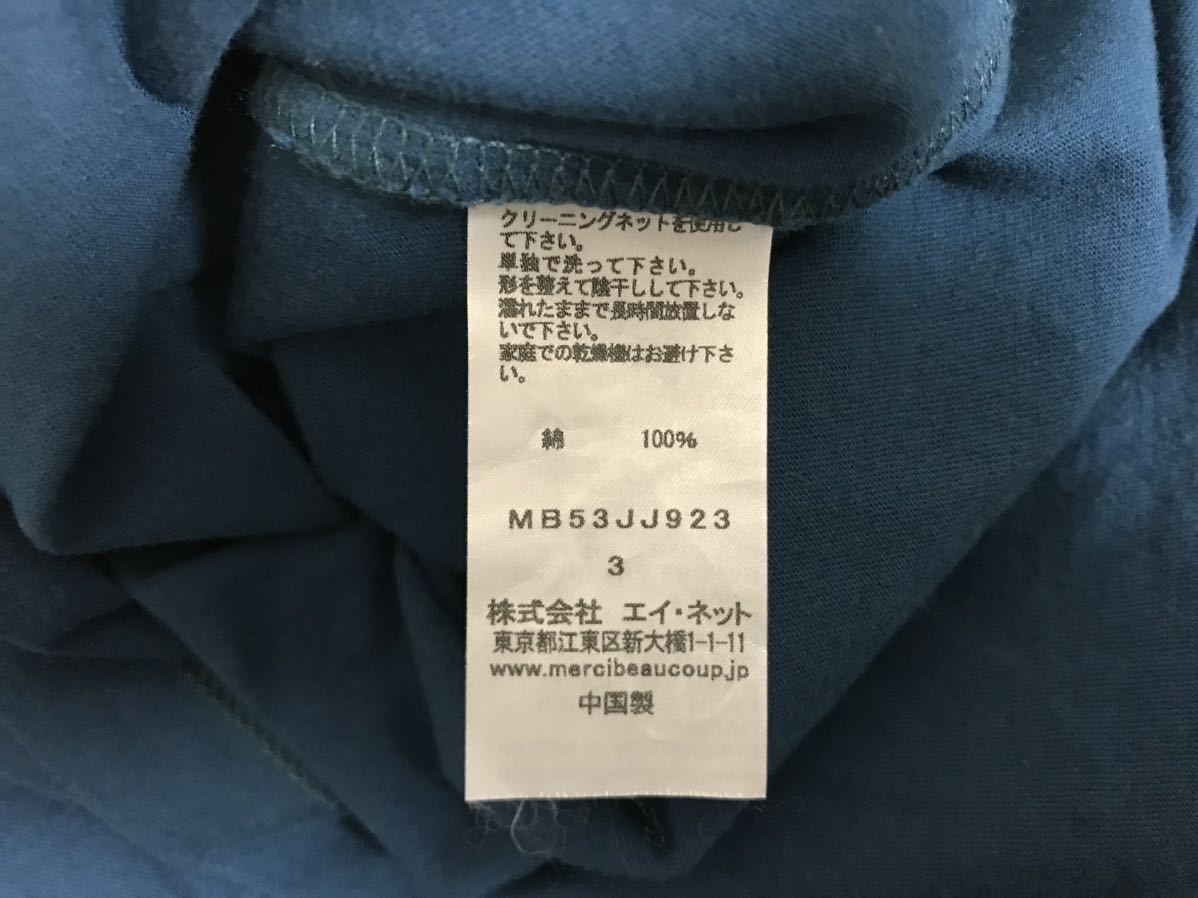 クリーニングネットを使用し
て下さい。
単独で洗って下さい。
形を整えて陰干しして下さい。
濡れたままで長時間放置しな
いで下さい。
家庭での乾燥機はお避け下さ
い。
綿 100%
MB53JJ923
3
株式会社 エイ・ネット
東京都江東区新大橋1-1-11
www.mercibeaucoup.jp
中国製